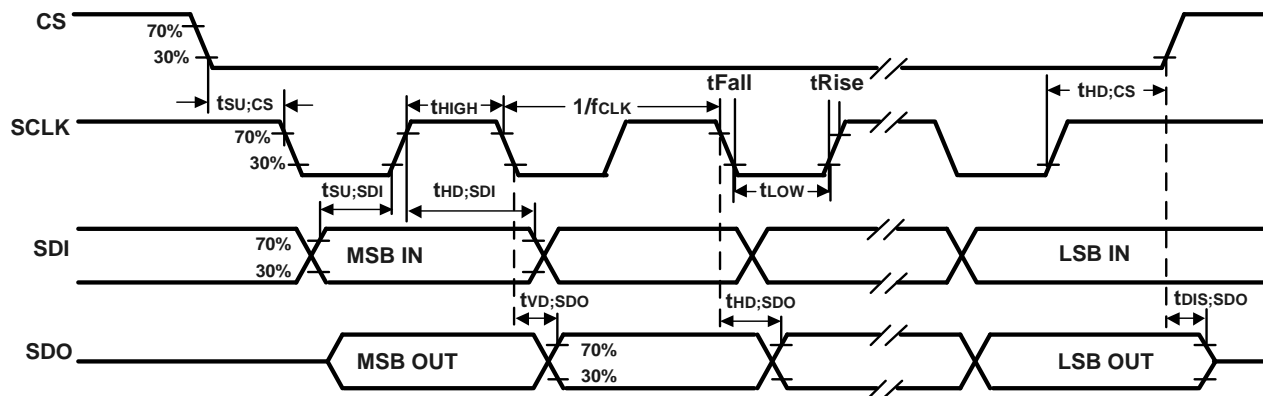 CS
70%
30%
tFall
tRise
tHD;CS
tSU;CS
tHIGH
1/fCLK
SCLK
70%
30%
tSU;SDI
tHD;SDI
tLOW
SDI
70%
30%
MSB IN
LSB IN
tVD;SDO
tHD;SDO
tDIS;SDO
SDO
MSB OUT
70%
30%
LSB OUT